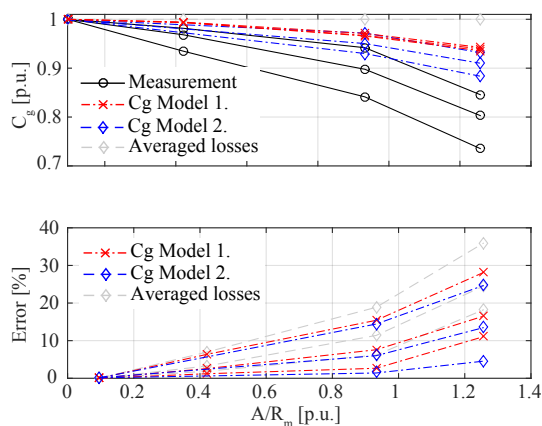 1
0.9
0.8
0.7
C_g [p.u.]
Measurement
Cg Model 1.
Cg Model 2.
Averaged losses
40
30
20
10
0
Error [%]
Cg Model 1.
Cg Model 2.
Averaged losses
0 0.2 0.4 0.6 0.8 1 1.2 1.4
A/R_m [p.u.]